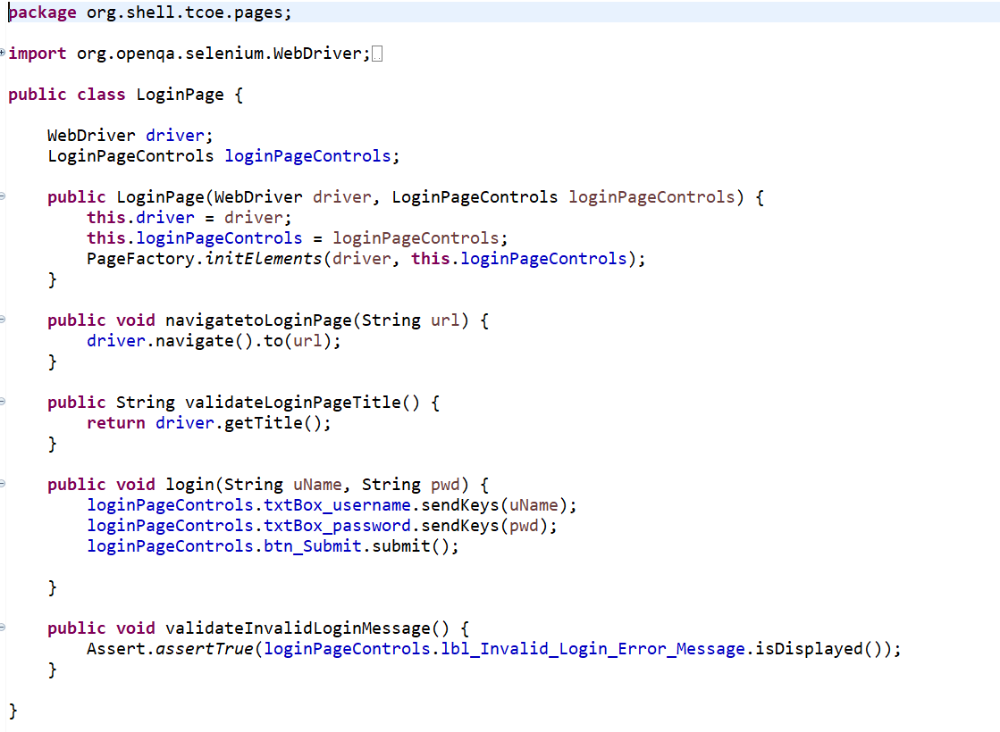 package org.shell.tcoe.pages;
import org.openqa.selenium.WebDriver;
public class LoginPage {
WebDriver driver;
LoginPageControls loginPageControls;
public LoginPage(WebDriver driver, LoginPageControls loginPageControls) {
this.driver = driver;
this.loginPageControls = loginPageControls;
PageFactory.initElements(driver, this.loginPageControls);
}
public void navigatetoLoginPage(String url) {
driver.navigate().to(url);
}
public String validateLoginPageTitle() {
return driver.getTitle();
}
public void login(String uName, String pwd) {
loginPageControls.txtBox_username.sendKeys(uName);
loginPageControls.txtBox_password.sendKeys(pwd);
loginPageControls.btn_Submit.submit();
}
public void validateInvalidLoginMessage() {
Assert.assertTrue(loginPageControls.lbl_Invalid_Login_Error_Message.isDisplayed());
}
}